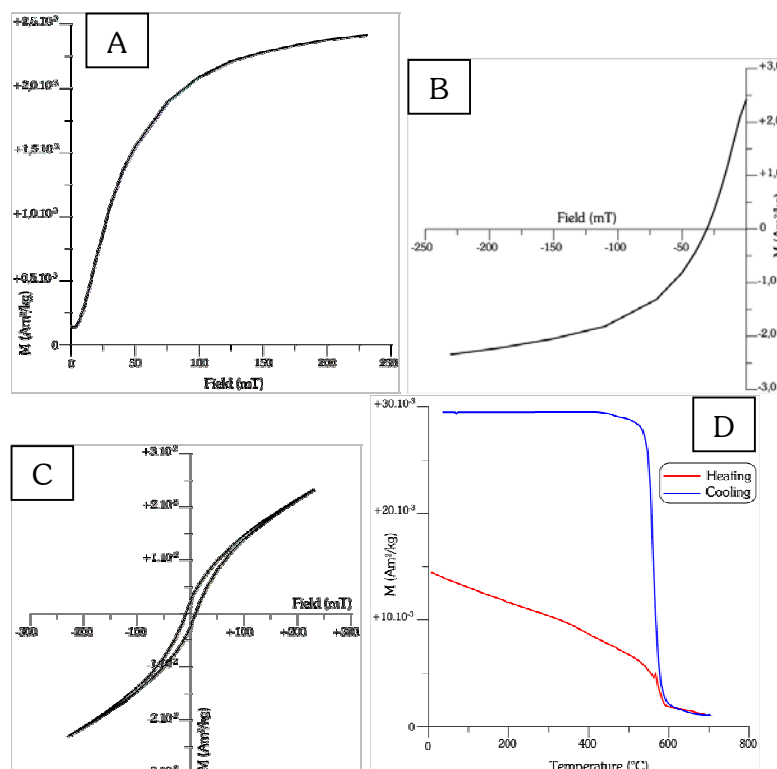 A
+2,5.10⁻³
+2,0.10⁻³
+1,5.10⁻³
+1,0.10⁻³
+0,5.10⁻³
0
M (Am²/kg)
0 50 100 150 200 250
Field (mT)
B
+3,0
+2,0
+1,0
0
-1,0
-2,0
-3,0
Field (mT)
-250 -200 -150 -100 -50
C
+3.10⁻²
+2.10⁻²
+1.10⁻²
Field (mT)
-300 -200 -100 +100 +200 +300
-1.10⁻²
-2.10⁻²
M (Am²/kg)
D
+30.10⁻³
+20.10⁻³
+10.10⁻³
0
M (Am²/kg)
Heating
Cooling
0 200 400 600 800
Temperature (°C)